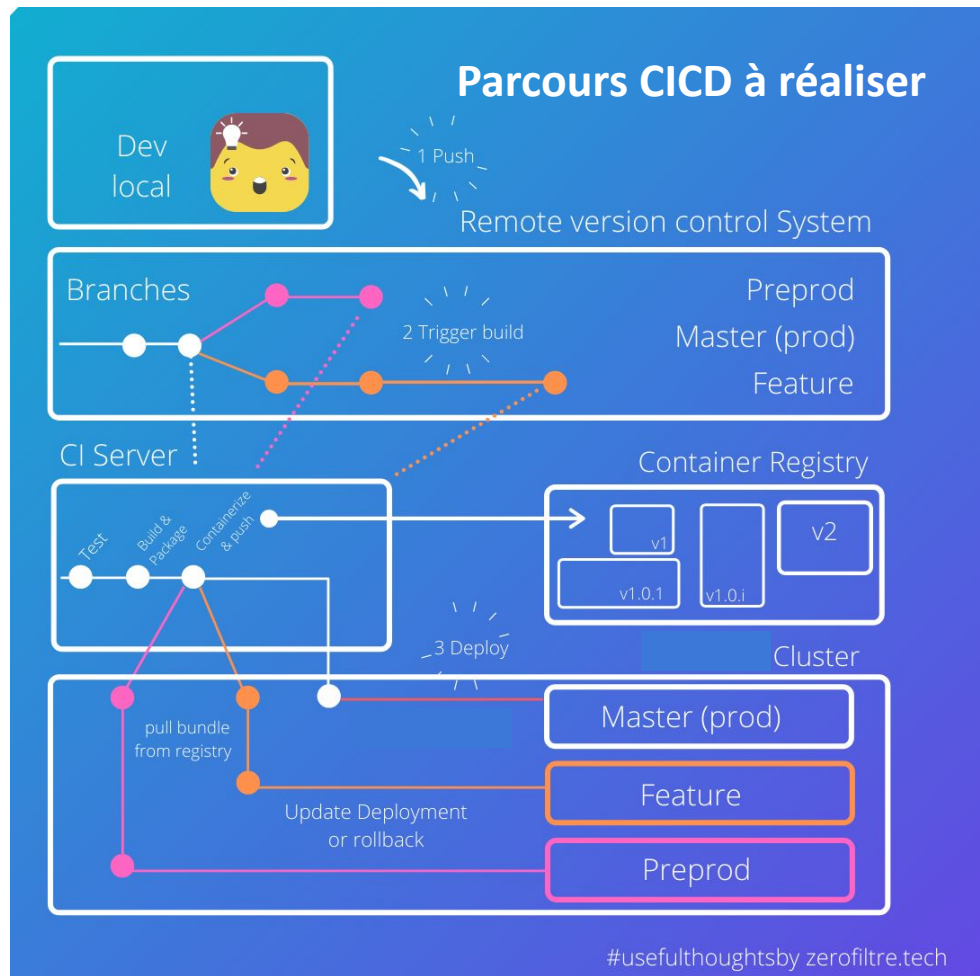 Parcours CICD à réaliser
Dev
local
1 Push
Remote version control System
Branches
Preprod
2 Trigger build
Master (prod)
Feature
CI Server
Container Registry
Test
Build &
Package
Containerize
& push
v1
v2
v1.0.1
v1.0.i
3 Deploy
Cluster
Master (prod)
pull bundle
from registry
Feature
Update Deployment
or rollback
Preprod
#usefulthoughtsby zerofiltre.tech